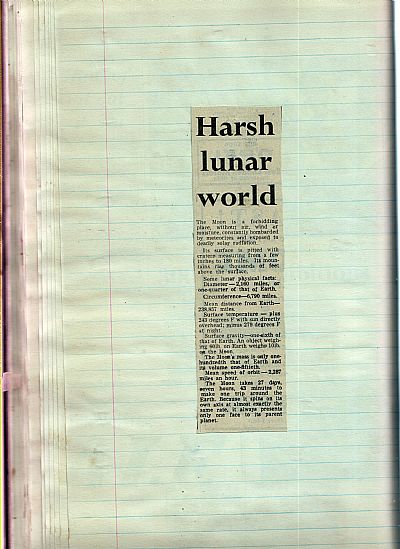 Harsh
lunar
world
The Moon is a forbidding
place, without air, wind or
moisture, constantly bombarded
by meteorites and exposed to
deadly solar radiation.
Its surface is pitted with
craters measuring from a few
inches to 180 miles. Its moun-
tains rise thousands of feet
above the surface.
Some lunar physical facts:
Diameter — 2,160 miles, or
one-quarter of that of Earth.
Circumference—6,790 miles.
Mean distance from Earth—
238,857 miles.
Surface temperature — plus
243 degrees F with sun directly
overhead; minus 279 degrees F
at night.
Surface gravity—one-sixth of
that of Earth. An object weigh-
ing 60lb. on Earth weighs 10lb.
on the Moon.
The Moon's mass is only one-
hundredth that of Earth and
its volume one-fiftieth.
Mean speed of orbit — 2,287
miles an hour.
The Moon takes 27 days,
seven hours, 43 minutes to
make one trip around the
Earth. Because it spins on its
own axis at almost exactly the
same rate, it always presents
only one face to its parent
planet.